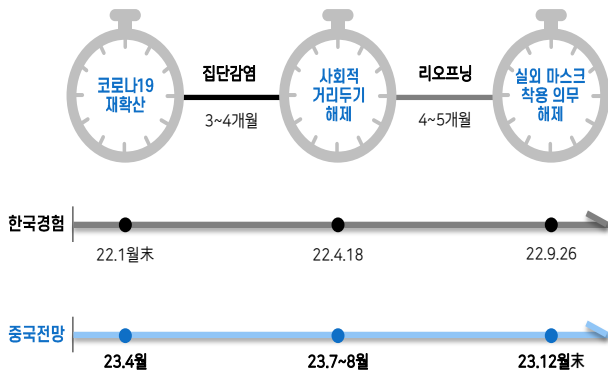 코로나19
재확산
집단감염
3~4개월
사회적
거리두기
해제
리오프닝
4~5개월
실외 마스크
착용 의무
해제
한국경험
22.1월末
22.4.18
22.9.26
중국전망
23.4월
23.7~8월
23.12월末